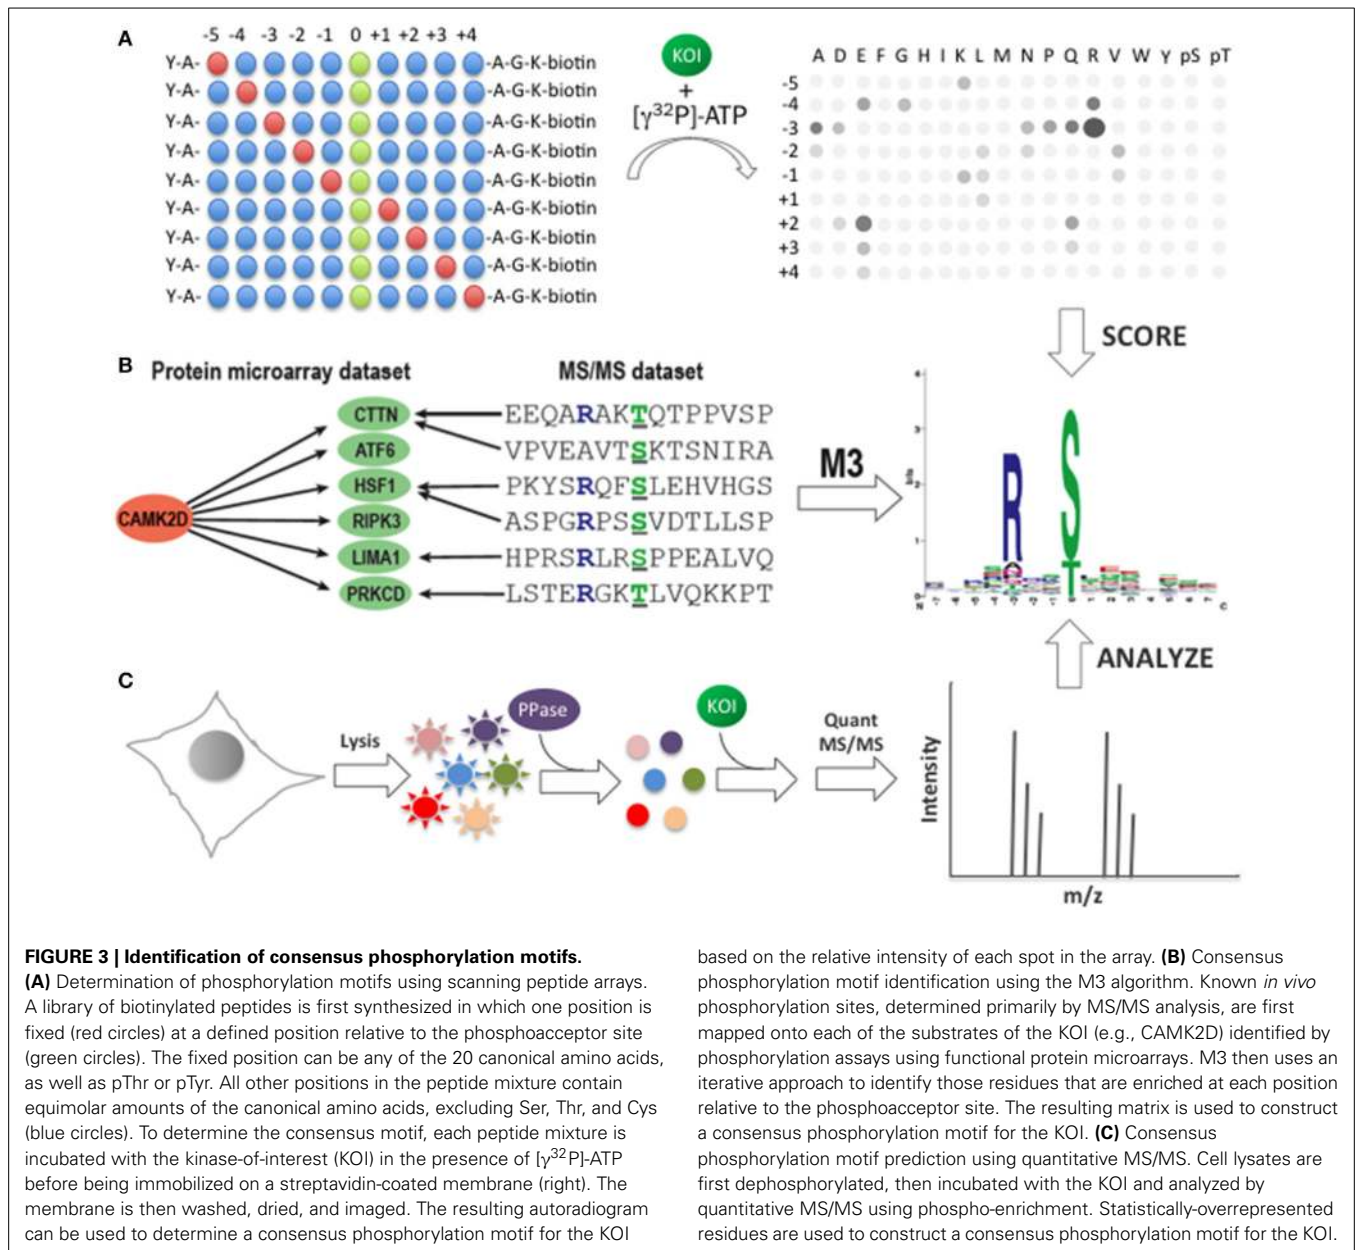 A
-5 -4 -3 -2 -1 0 +1 +2 +3 +4
Y-A- -A-G-K-biotin
Y-A- -A-G-K-biotin
Y-A- -A-G-K-biotin
Y-A- -A-G-K-biotin
Y-A- -A-G-K-biotin
Y-A- -A-G-K-biotin
Y-A- -A-G-K-biotin
Y-A- -A-G-K-biotin
Y-A- -A-G-K-biotin
KOI
+
[γ32P]-ATP
A D E F G H I K L M N P Q R V W Y pS pT
-5
-4
-3
-2
-1
+1
+2
+3
+4
SCORE
B
Protein microarray dataset
MS/MS dataset
CAMK2D
CTTN
ATF6
HSF1
RIPK3
LIMA1
PRKCD
EEQARAKTQTPPVSP
VPVEAVTSKTSNIRA
PKYSRQFSLEHVHGS
ASPGRPSSVDTLLSP
HPRSRLRSPPEALVQ
LSTERGKTLVQKKPT
M3
4
3
2
1
0
bits
R
S
T
N
C
ANALYZE
C
Lysis
PPase
KOI
Quant
MS/MS
Intensity
m/z
FIGURE 3 | Identification of consensus phosphorylation motifs.
(A) Determination of phosphorylation motifs using scanning peptide arrays.
A library of biotinylated peptides is first synthesized in which one position is
fixed (red circles) at a defined position relative to the phosphoacceptor site
(green circles). The fixed position can be any of the 20 canonical amino acids,
as well as pThr or pTyr. All other positions in the peptide mixture contain
equimolar amounts of the canonical amino acids, excluding Ser, Thr, and Cys
(blue circles). To determine the consensus motif, each peptide mixture is
incubated with the kinase-of-interest (KOI) in the presence of [γ32P]-ATP
before being immobilized on a streptavidin-coated membrane (right). The
membrane is then washed, dried, and imaged. The resulting autoradiogram
can be used to determine a consensus phosphorylation motif for the KOI
based on the relative intensity of each spot in the array. (B) Consensus
phosphorylation motif identification using the M3 algorithm. Known in vivo
phosphorylation sites, determined primarily by MS/MS analysis, are first
mapped onto each of the substrates of the KOI (e.g., CAMK2D) identified by
phosphorylation assays using functional protein microarrays. M3 then uses an
iterative approach to identify those residues that are enriched at each position
relative to the phosphoacceptor site. The resulting matrix is used to construct
a consensus phosphorylation motif for the KOI. (C) Consensus
phosphorylation motif prediction using quantitative MS/MS. Cell lysates are
first dephosphorylated, then incubated with the KOI and analyzed by
quantitative MS/MS using phospho-enrichment. Statistically-overrepresented
residues are used to construct a consensus phosphorylation motif for the KOI.